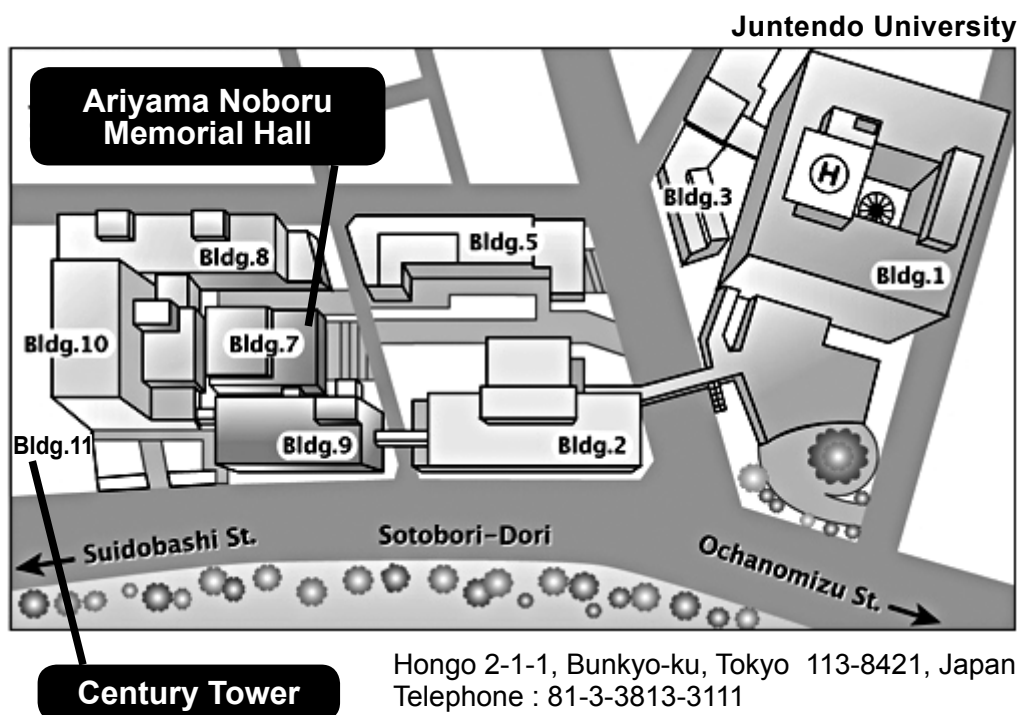 Juntendo University
Ariyama Noboru
Memorial Hall
H
Bldg.3
Bldg.5
Bldg.8
Bldg.1
Bldg.10
Bldg.7
Bldg.11
Bldg.9
Bldg.2
Suidobashi St.
Sotobori-Dori
Ochanomizu St.
Century Tower
Hongo 2-1-1, Bunkyo-ku, Tokyo 113-8421, Japan
Telephone : 81-3-3813-3111